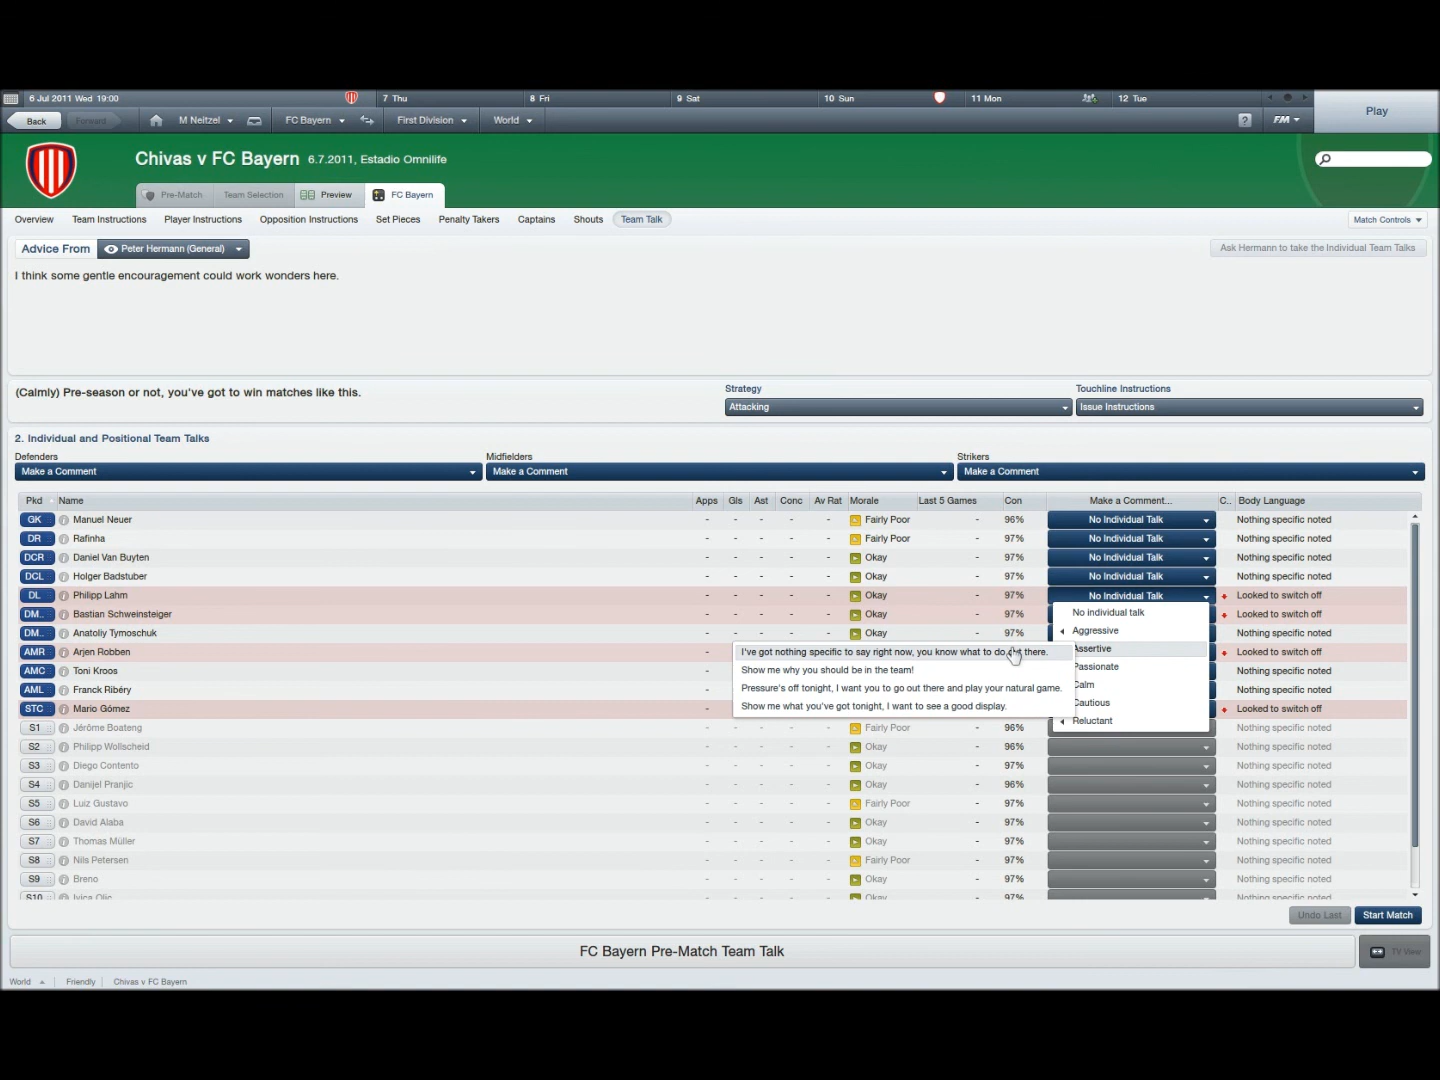 6 Jul 2011 Wed 19:00 7 Thu 8 Fri 9 Sat 10 Sun 11 Mon 12 Tue
Back Forward M Neitzel FC Bayern First Division World ? FM Play
Chivas v FC Bayern 6.7.2011, Estadio Omnilife
Pre-Match Team Selection Preview FC Bayern
Overview Team Instructions Player Instructions Opposition Instructions Set Pieces Penalty Takers Captains Shouts Team Talk Match Controls
Advice From Peter Hermann (General) Ask Hermann to take the Individual Team Talks
I think some gentle encouragement could work wonders here.
Strategy Touchline Instructions
(Calmly) Pre-season or not, you've got to win matches like this. Attacking Issue Instructions
2. Individual and Positional Team Talks
Defenders Midfielders Strikers
Make a Comment Make a Comment Make a Comment
Pkd Name Apps Gls Ast Conc Av Rat Morale Last 5 Games Con Make a Comment... C.. Body Language
GK Manuel Neuer - - - - - Fairly Poor - 96% No Individual Talk Nothing specific noted
DR Rafinha - - - - - Fairly Poor - 97% No Individual Talk Nothing specific noted
DCR Daniel Van Buyten - - - - - Okay - 97% No Individual Talk Nothing specific noted
DCL Holger Badstuber - - - - - Okay - 97% No Individual Talk Nothing specific noted
DL Philipp Lahm - - - - - Okay - 97% No Individual Talk Looked to switch off
DM.. Bastian Schweinsteiger - - - - - Okay - 97% No individual talk Looked to switch off
DM.. Anatoliy Tymoschuk - - - - - Okay - 97% Aggressive Nothing specific noted
AMR Arjen Robben - I've got nothing specific to say right now, you know what to do out there. Assertive Looked to switch off
AMC Toni Kroos - Show me why you should be in the team! Passionate Nothing specific noted
AML Franck Ribéry - Pressure's off tonight, I want you to go out there and play your natural game. Calm Nothing specific noted
STC Mario Gómez - Show me what you've got tonight, I want to see a good display. Cautious Looked to switch off
Reluctant
S1 Jérôme Boateng - - - - - Fairly Poor - 96% Nothing specific noted
S2 Philipp Wollscheid - - - - - Okay - 96% Nothing specific noted
S3 Diego Contento - - - - - Okay - 97% Nothing specific noted
S4 Danijel Pranjic - - - - - Okay - 96% Nothing specific noted
S5 Luiz Gustavo - - - - - Fairly Poor - 97% Nothing specific noted
S6 David Alaba - - - - - Okay - 97% Nothing specific noted
S7 Thomas Müller - - - - - Okay - 97% Nothing specific noted
S8 Nils Petersen - - - - - Fairly Poor - 97% Nothing specific noted
S9 Breno - - - - - Okay - 97% Nothing specific noted
S10 Ivica Olic - - - - - Okay - 97% Nothing specific noted
Undo Last Start Match
FC Bayern Pre-Match Team Talk TV View
World Friendly Chivas v FC Bayern